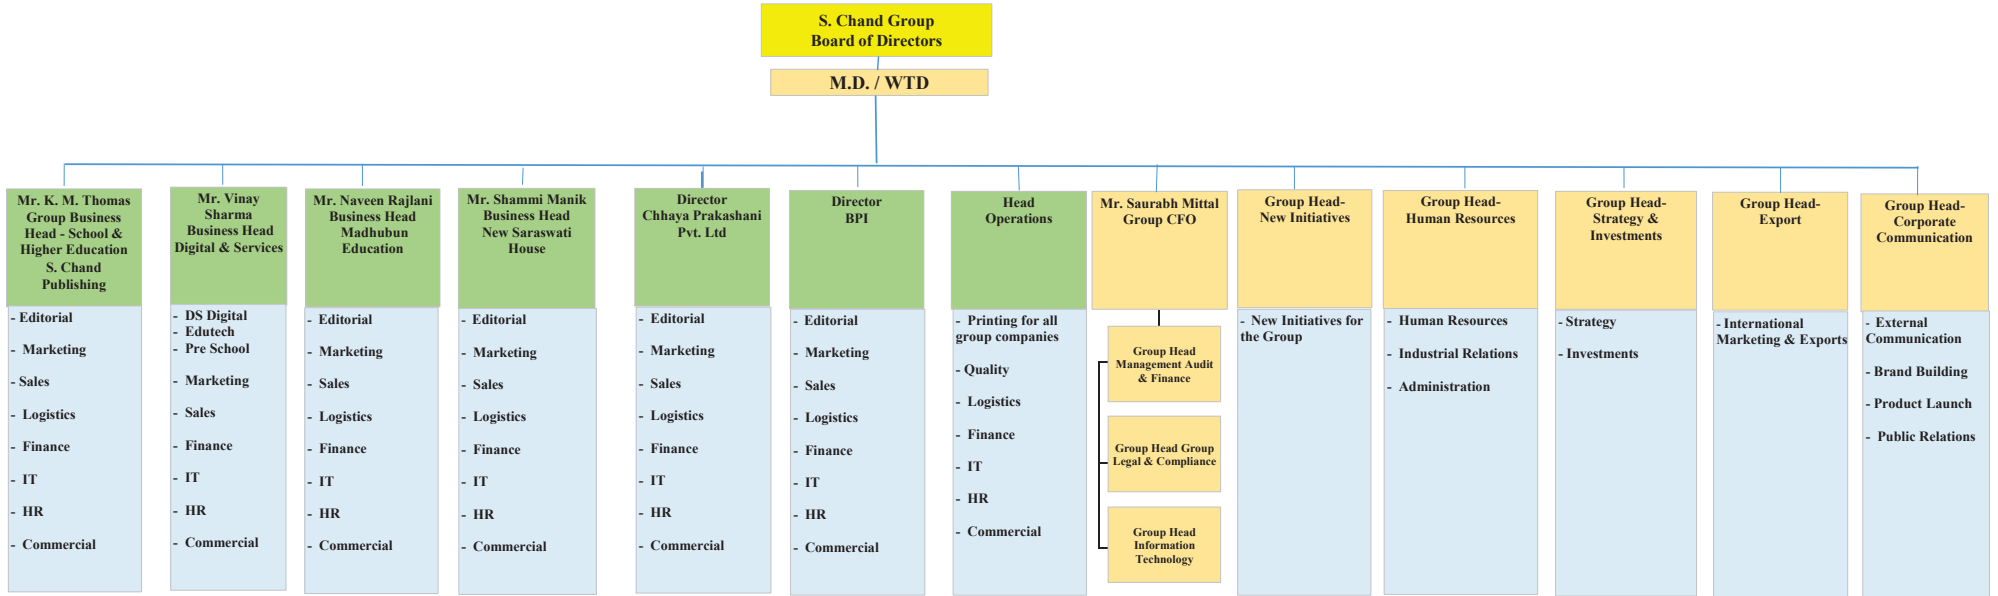 S. Chand Group
Board of Directors
M.D. / WTD
Mr. K. M. Thomas
Group Business
Head - School &
Higher Education
S. Chand
Publishing
- Editorial
- Marketing
- Sales
- Logistics
- Finance
- IT
- HR
- Commercial
Mr. Vinay
Sharma
Business Head
Digital & Services
- DS Digital
- Edutech
- Pre School
- Marketing
- Sales
- Finance
- IT
- HR
- Commercial
Mr. Naveen Rajlani
Business Head
Madhubun
Education
- Editorial
- Marketing
- Sales
- Logistics
- Finance
- IT
- HR
- Commercial
Mr. Shammi Manik
Business Head
New Saraswati
House
- Editorial
- Marketing
- Sales
- Logistics
- Finance
- IT
- HR
- Commercial
Director
Chhaya Prakashani
Pvt. Ltd
- Editorial
- Marketing
- Sales
- Logistics
- Finance
- IT
- HR
- Commercial
Director
BPI
- Editorial
- Marketing
- Sales
- Logistics
- Finance
- IT
- HR
- Commercial
Head
Operations
- Printing for all
group companies
- Quality
- Logistics
- Finance
- IT
- HR
- Commercial
Mr. Saurabh Mittal
Group CFO
Group Head
Management Audit
& Finance
Group Head Group
Legal & Compliance
Group Head
Information
Technology
Group Head-
New Initiatives
- New Initiatives for
the Group
Group Head-
Human Resources
- Human Resources
- Industrial Relations
- Administration
Group Head-
Strategy &
Investments
- Strategy
- Investments
Group Head-
Export
- International
Marketing & Exports
Group Head-
Corporate
Communication
- External
Communication
- Brand Building
- Product Launch
- Public Relations